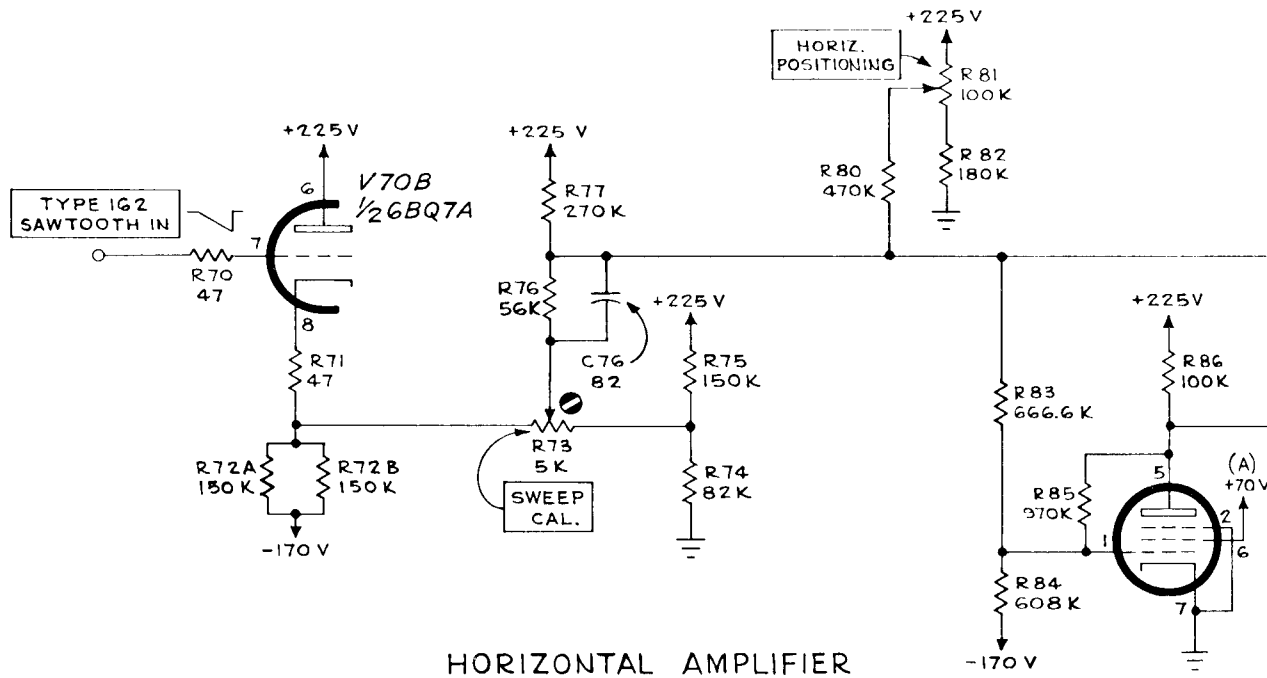 +225 V
HORIZ.
POSITIONING
R81
100K
+225V
+225 V
R80
470K
R82
180K
TYPE 162
SAWTOOTH IN
6
V70B
1/2 6BQ7A
R77
270K
7
R70
47
8
R76
56K
+225V
+225V
C76
82
R71
47
R75
150K
R86
100K
R83
666.6K
R73
5K
R72A
150K
R72B
150K
R74
82K
SWEEP
CAL.
-170 V
(A)
+70V
5
R85
970K
2
1
6
R84
608K
7
-170 V
HORIZONTAL AMPLIFIER